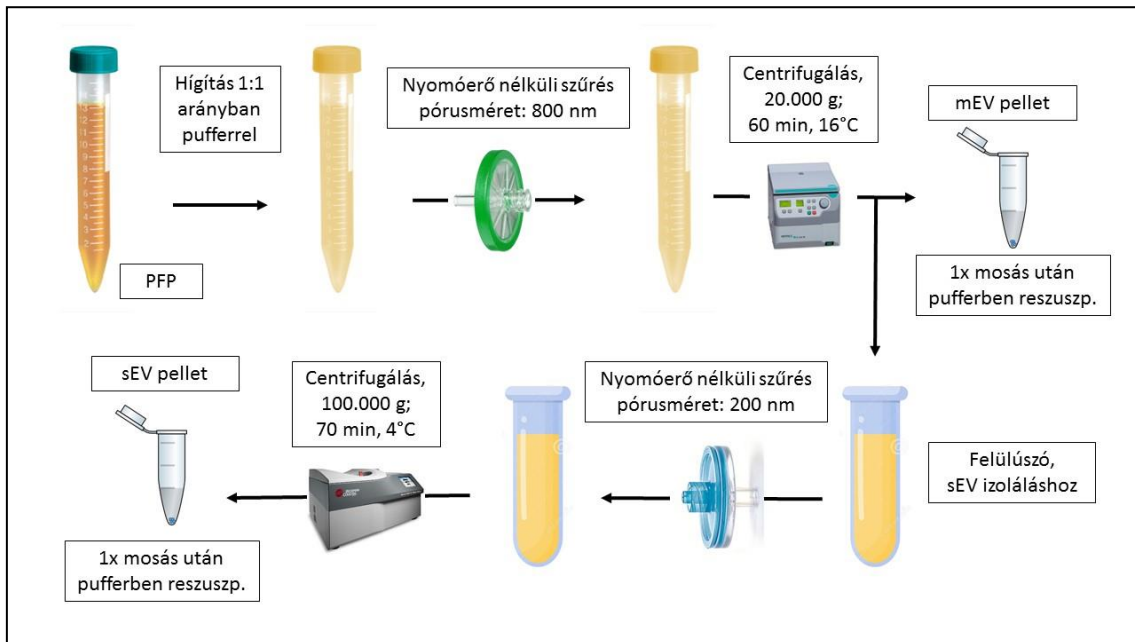 Hígítás 1:1
arányban
pufferrel
PFP
Nyomóerő nélküli szűrés
pórusméret: 800 nm
Centrifugálás,
20.000 g;
60 min, 16°C
mEV pellet
1x mosás után
pufferben reszuszp.
Felülúszó,
sEV izoláláshoz
Nyomóerő nélküli szűrés
pórusméret: 200 nm
Centrifugálás,
100.000 g;
70 min, 4°C
sEV pellet
1x mosás után
pufferben reszuszp.